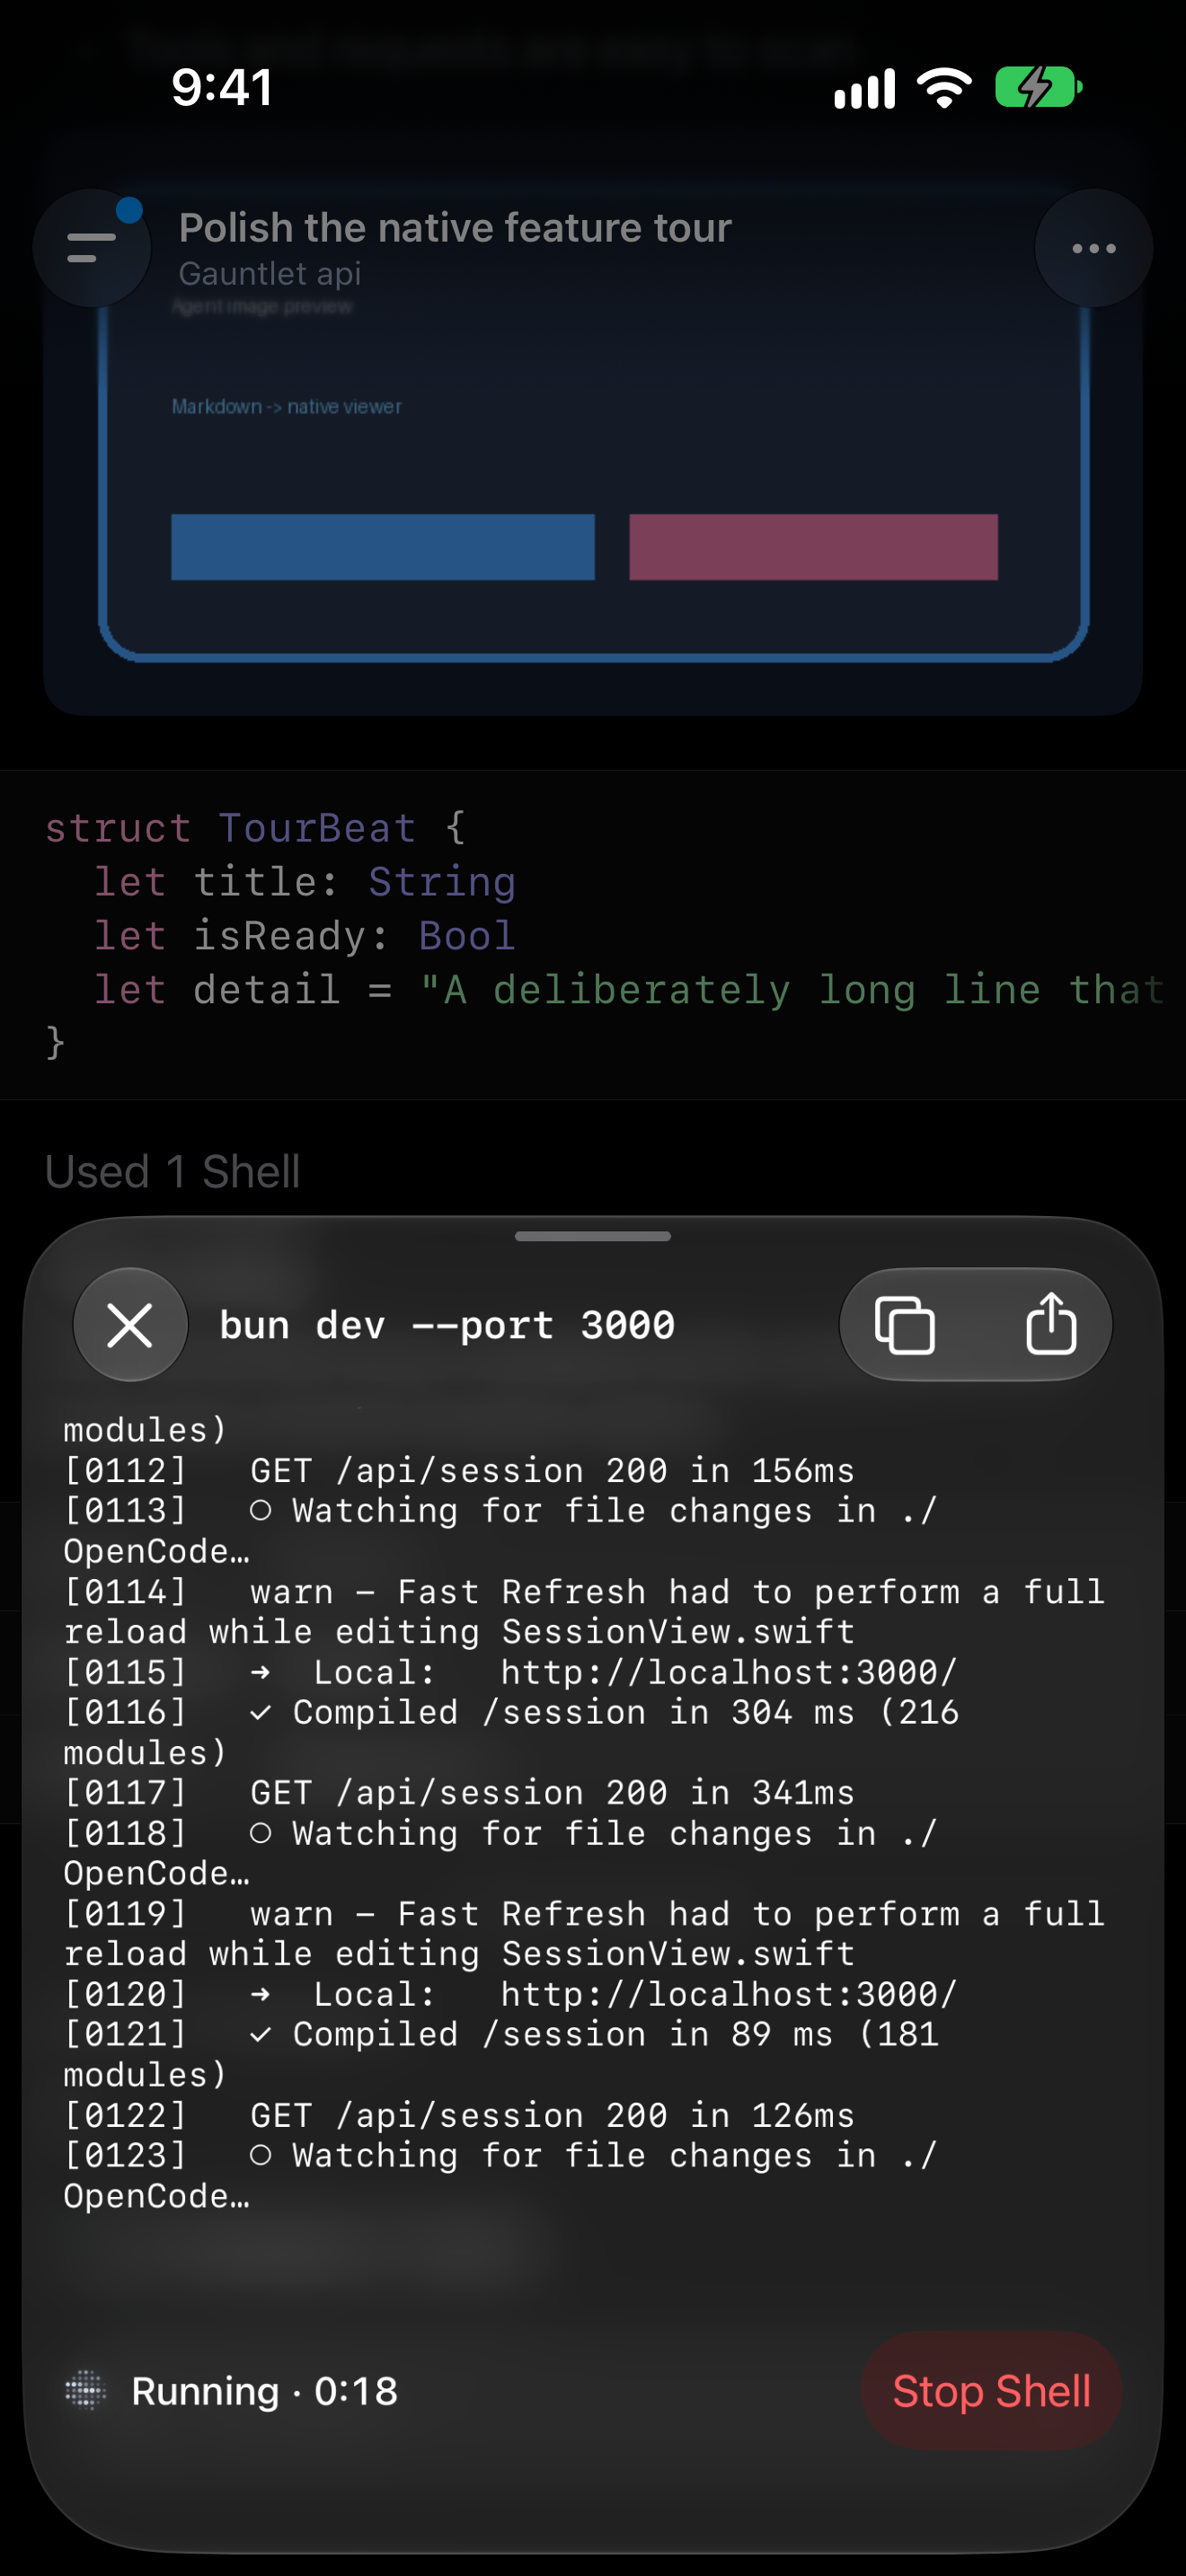 Tools and requests are easy to scan
9:41
Polish the native feature tour
Gauntlet api
Agent image preview
Markdown -> native viewer
struct TourBeat {
  let title: String
  let isReady: Bool
  let detail = "A deliberately long line that
}
Used 1 Shell
bun dev --port 3000
modules)
[0112]   GET /api/session 200 in 156ms
[0113]   ○ Watching for file changes in ./
OpenCode…
[0114]   warn – Fast Refresh had to perform a full
reload while editing SessionView.swift
[0115]   ➜  Local:   http://localhost:3000/
[0116]   ✓ Compiled /session in 304 ms (216
modules)
[0117]   GET /api/session 200 in 341ms
[0118]   ○ Watching for file changes in ./
OpenCode…
[0119]   warn – Fast Refresh had to perform a full
reload while editing SessionView.swift
[0120]   ➜  Local:   http://localhost:3000/
[0121]   ✓ Compiled /session in 89 ms (181
modules)
[0122]   GET /api/session 200 in 126ms
[0123]   ○ Watching for file changes in ./
OpenCode…
Running · 0:18
Stop Shell